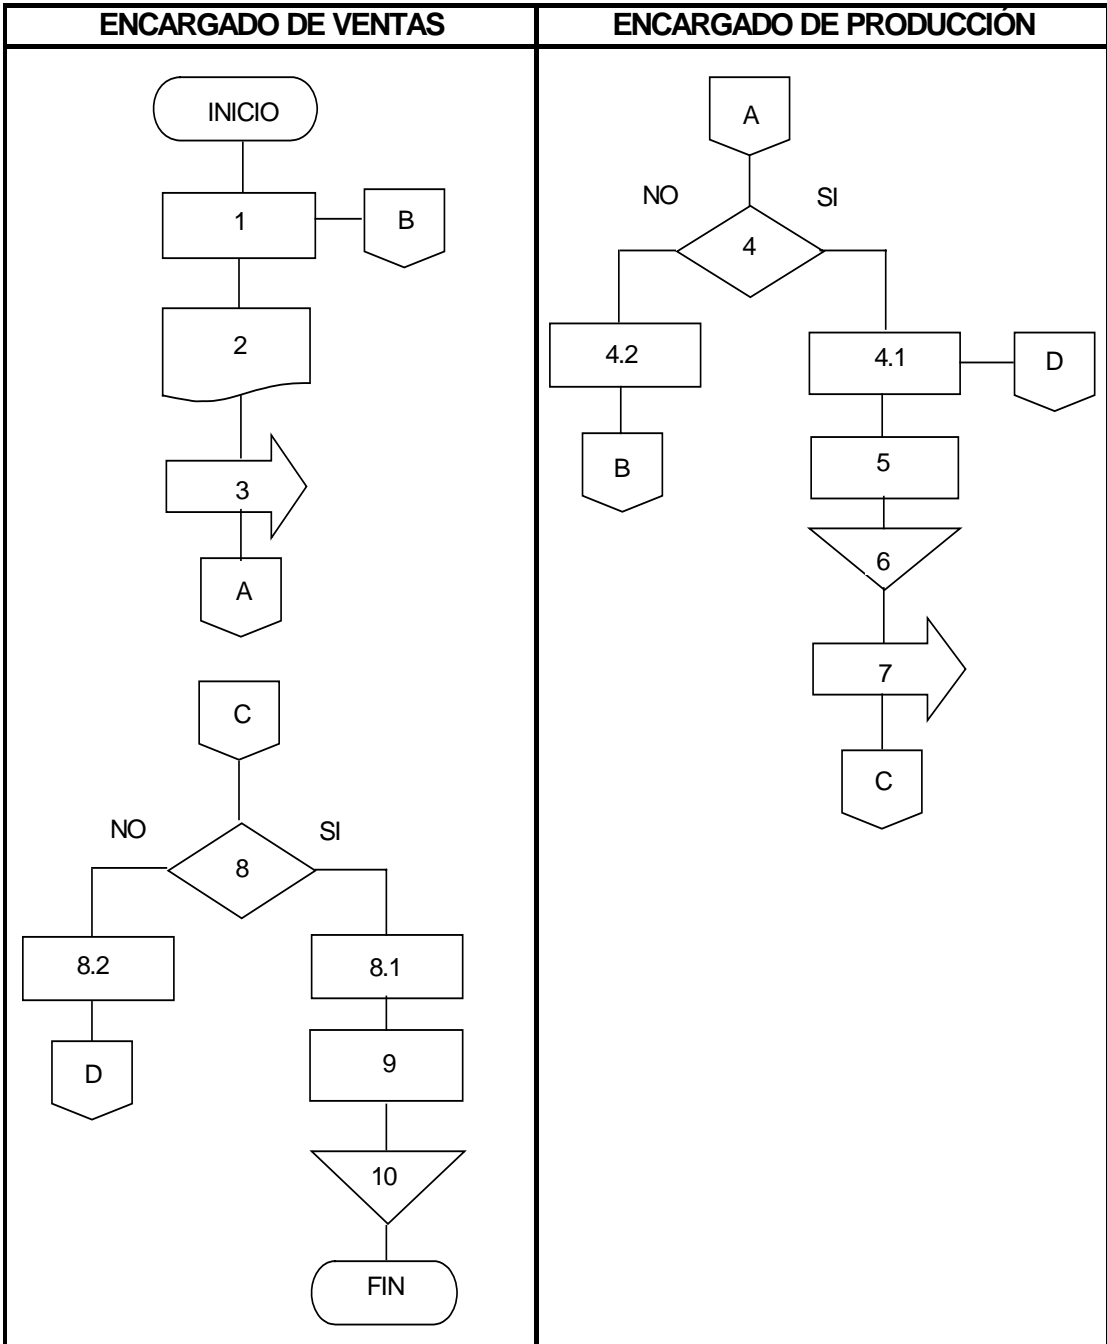 ENCARGADO DE VENTAS
INICIO
1
B
2
3
A
C
NO
SI
8
8.2
8.1
D
9
10
FIN
ENCARGADO DE PRODUCCIÓN
A
NO
SI
4
4.2
4.1
D
B
5
6
7
C